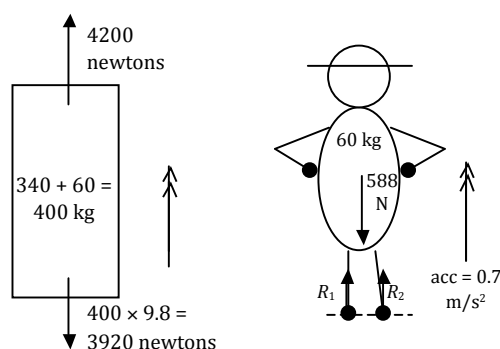 4200
newtons
340 + 60 =
400 kg
400 × 9.8 =
3920 newtons
60 kg
588
N
R₁
R₂
acc = 0.7
m/s²